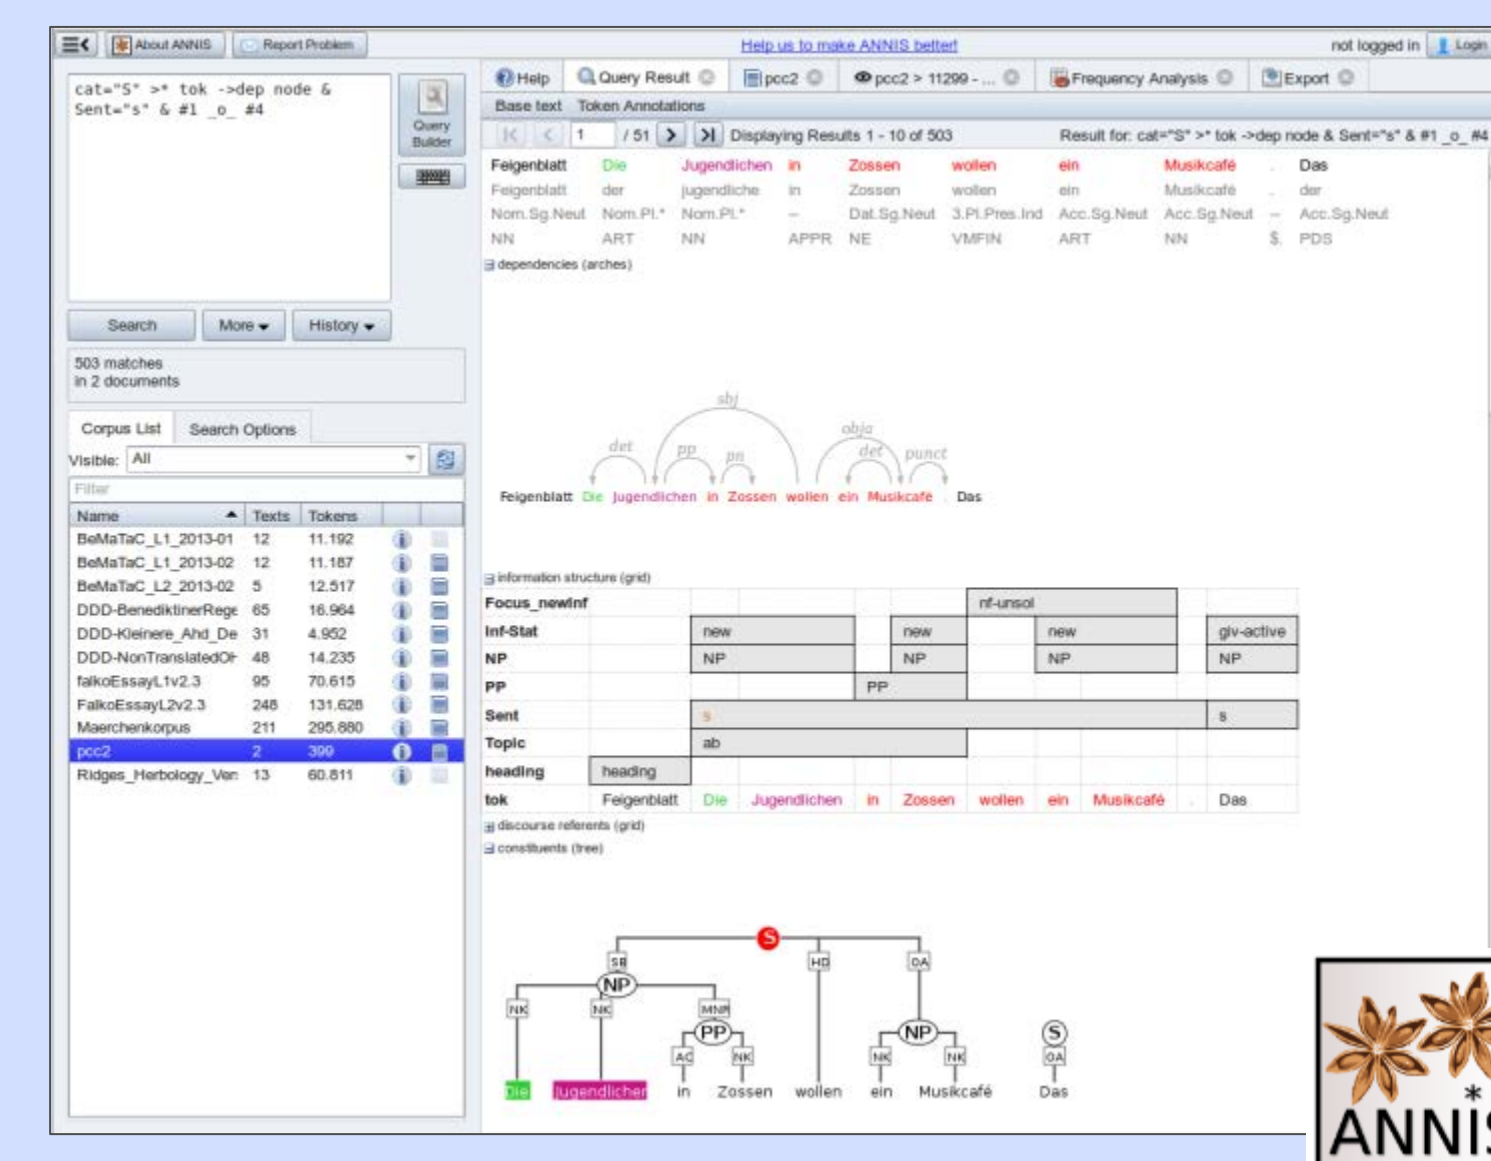 About ANNIS Report Problem Help us to make ANNIS better! not logged in Login
cat="S" >* tok ->dep node &
Sent="s" & #1 _o_ #4
Query
Builder
Search More History
503 matches
in 2 documents
Corpus List Search Options
Visible: All
Filter
Name Texts Tokens
BeMaTaC_L1_2013-01 12 11.192
BeMaTaC_L1_2013-02 12 11.187
BeMaTaC_L2_2013-02 5 12.517
DDD-BenediktinerRege 65 16.964
DDD-Kleinere_Ahd_De 31 4.952
DDD-NonTranslatedOH 48 14.235
falkoEssayL1v2.3 95 70.615
FalkoEssayL2v2.3 248 131.628
Maerchenkorpus 211 295.880
pcc2 2 399
Ridges_Herbology_Ver: 13 60.811
Help Query Result pcc2 pcc2 > 11299 - ... Frequency Analysis Export
Base text Token Annotations
1 / 51 Displaying Results 1 - 10 of 503 Result for: cat="S" >* tok ->dep node & Sent="s" & #1 _o_ #4
Feigenblatt Die Jugendlichen in Zossen wollen ein Musikcafé . Das
Feigenblatt der jugendliche in Zossen wollen ein Musikcafé . der
Nom.Sg.Neut Nom.Pl.* Nom.Pl.* -- Dat.Sg.Neut 3.Pl.Pres.Ind Acc.Sg.Neut Acc.Sg.Neut -- Acc.Sg.Neut
NN ART NN APPR NE VMFIN ART NN $. PDS
dependencies (arches)
sbj
obja
det pp pn det punct
Feigenblatt Die Jugendlichen in Zossen wollen ein Musikcafé . Das
information structure (grid)
Focus_newInf nf-unsol
Inf-Stat new new new giv-active
NP NP NP NP NP
PP PP
Sent s s
Topic ab
heading heading
tok Feigenblatt Die Jugendlichen in Zossen wollen ein Musikcafé . Das
discourse referents (grid)
constituents (tree)
S
SB HD OA
NP
NK NK MNR
PP NP S
AC NK NK NK OA
Die Jugendlichen in Zossen wollen ein Musikcafé Das
* ANNIS